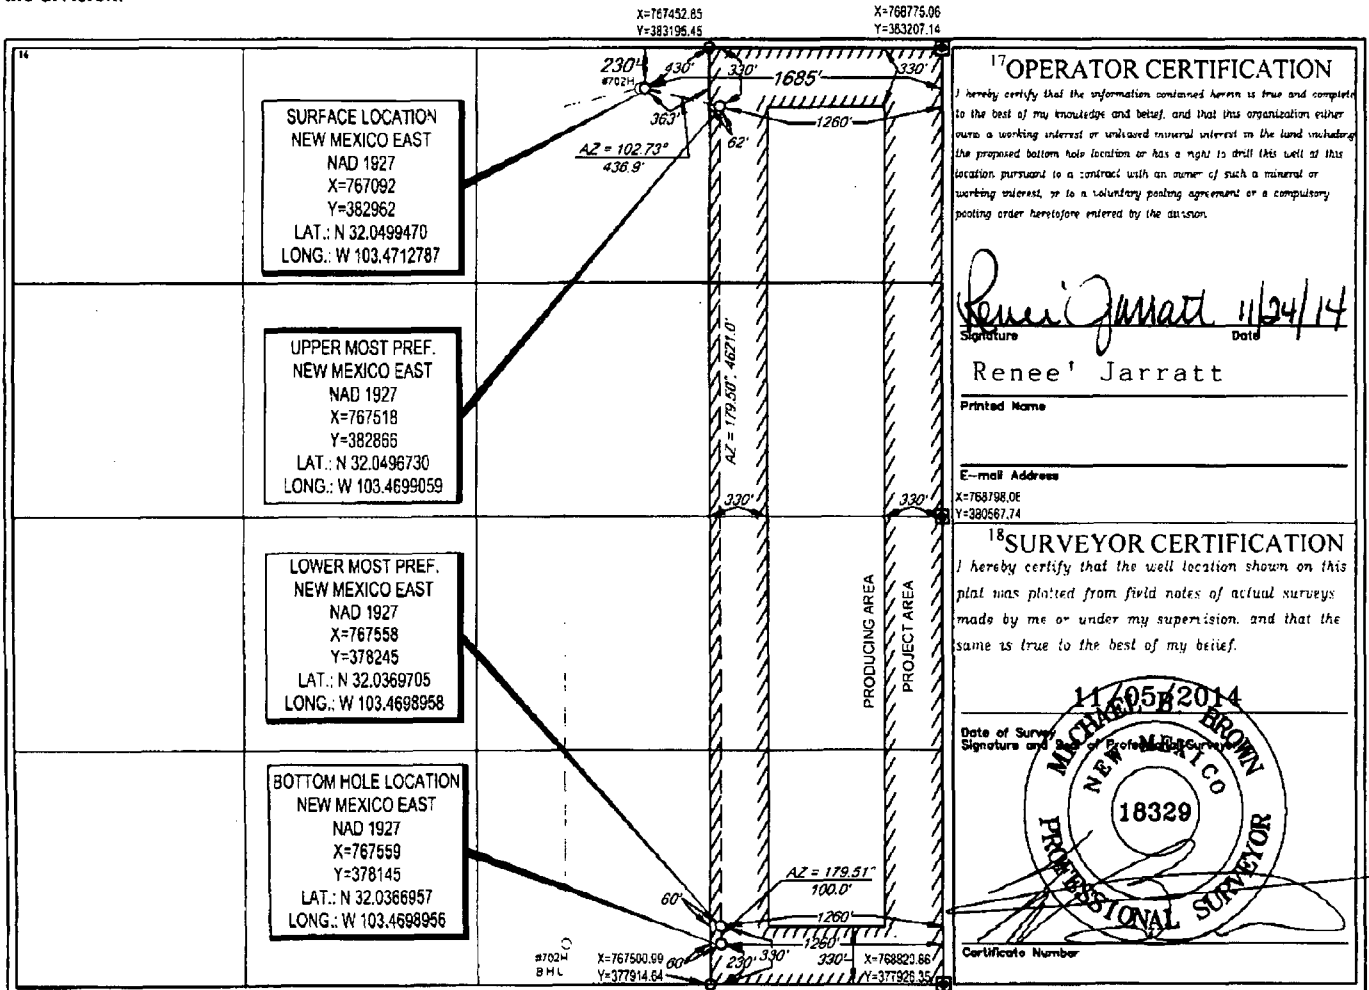 X=767452.85
Y=383195.45
X=768775.06
Y=383207.14
14
230'
#702H
430'
330'
1685'
330'
363'
1260'
62'
AZ = 102.73°
436.9'
SURFACE LOCATION
NEW MEXICO EAST
NAD 1927
X=767092
Y=382962
LAT.: N 32.0499470
LONG.: W 103.4712787
UPPER MOST PREF.
NEW MEXICO EAST
NAD 1927
X=767518
Y=382866
LAT.: N 32.0496730
LONG.: W 103.4699059
AZ = 179.50°, 4621.0'
330'
330'
LOWER MOST PREF.
NEW MEXICO EAST
NAD 1927
X=767558
Y=378245
LAT.: N 32.0369705
LONG.: W 103.4698958
PRODUCING AREA
PROJECT AREA
BOTTOM HOLE LOCATION
NEW MEXICO EAST
NAD 1927
X=767559
Y=378145
LAT.: N 32.0366957
LONG.: W 103.4698956
AZ = 179.51°
100.0'
60'
1260'
1260'
#702H
BHL
X=767500.99
Y=377914.64
60'
230'
330'
330'
X=768823.66
Y=377926.35
17 OPERATOR CERTIFICATION
I hereby certify that the information contained herein is true and complete
to the best of my knowledge and belief, and that this organization either
owns a working interest or unleased mineral interest in the land including
the proposed bottom hole location or has a right to drill this well at this
location pursuant to a contract with an owner of such a mineral or
working interest, or to a voluntary pooling agreement or a compulsory
pooling order heretofore entered by the division.
Renee' Jarratt 11/24/14
Signature Date
Renee' Jarratt
Printed Name
E-mail Address
X=768798.06
Y=380567.74
18 SURVEYOR CERTIFICATION
I hereby certify that the well location shown on this
plat was plotted from field notes of actual surveys
made by me or under my supervision, and that the
same is true to the best of my belief.
11/05/2014
Date of Survey
Signature and Seal of Professional Surveyor
MICHAEL B. BROWN
NEW MEXICO
18329
PROFESSIONAL SURVEYOR
Certificate Number